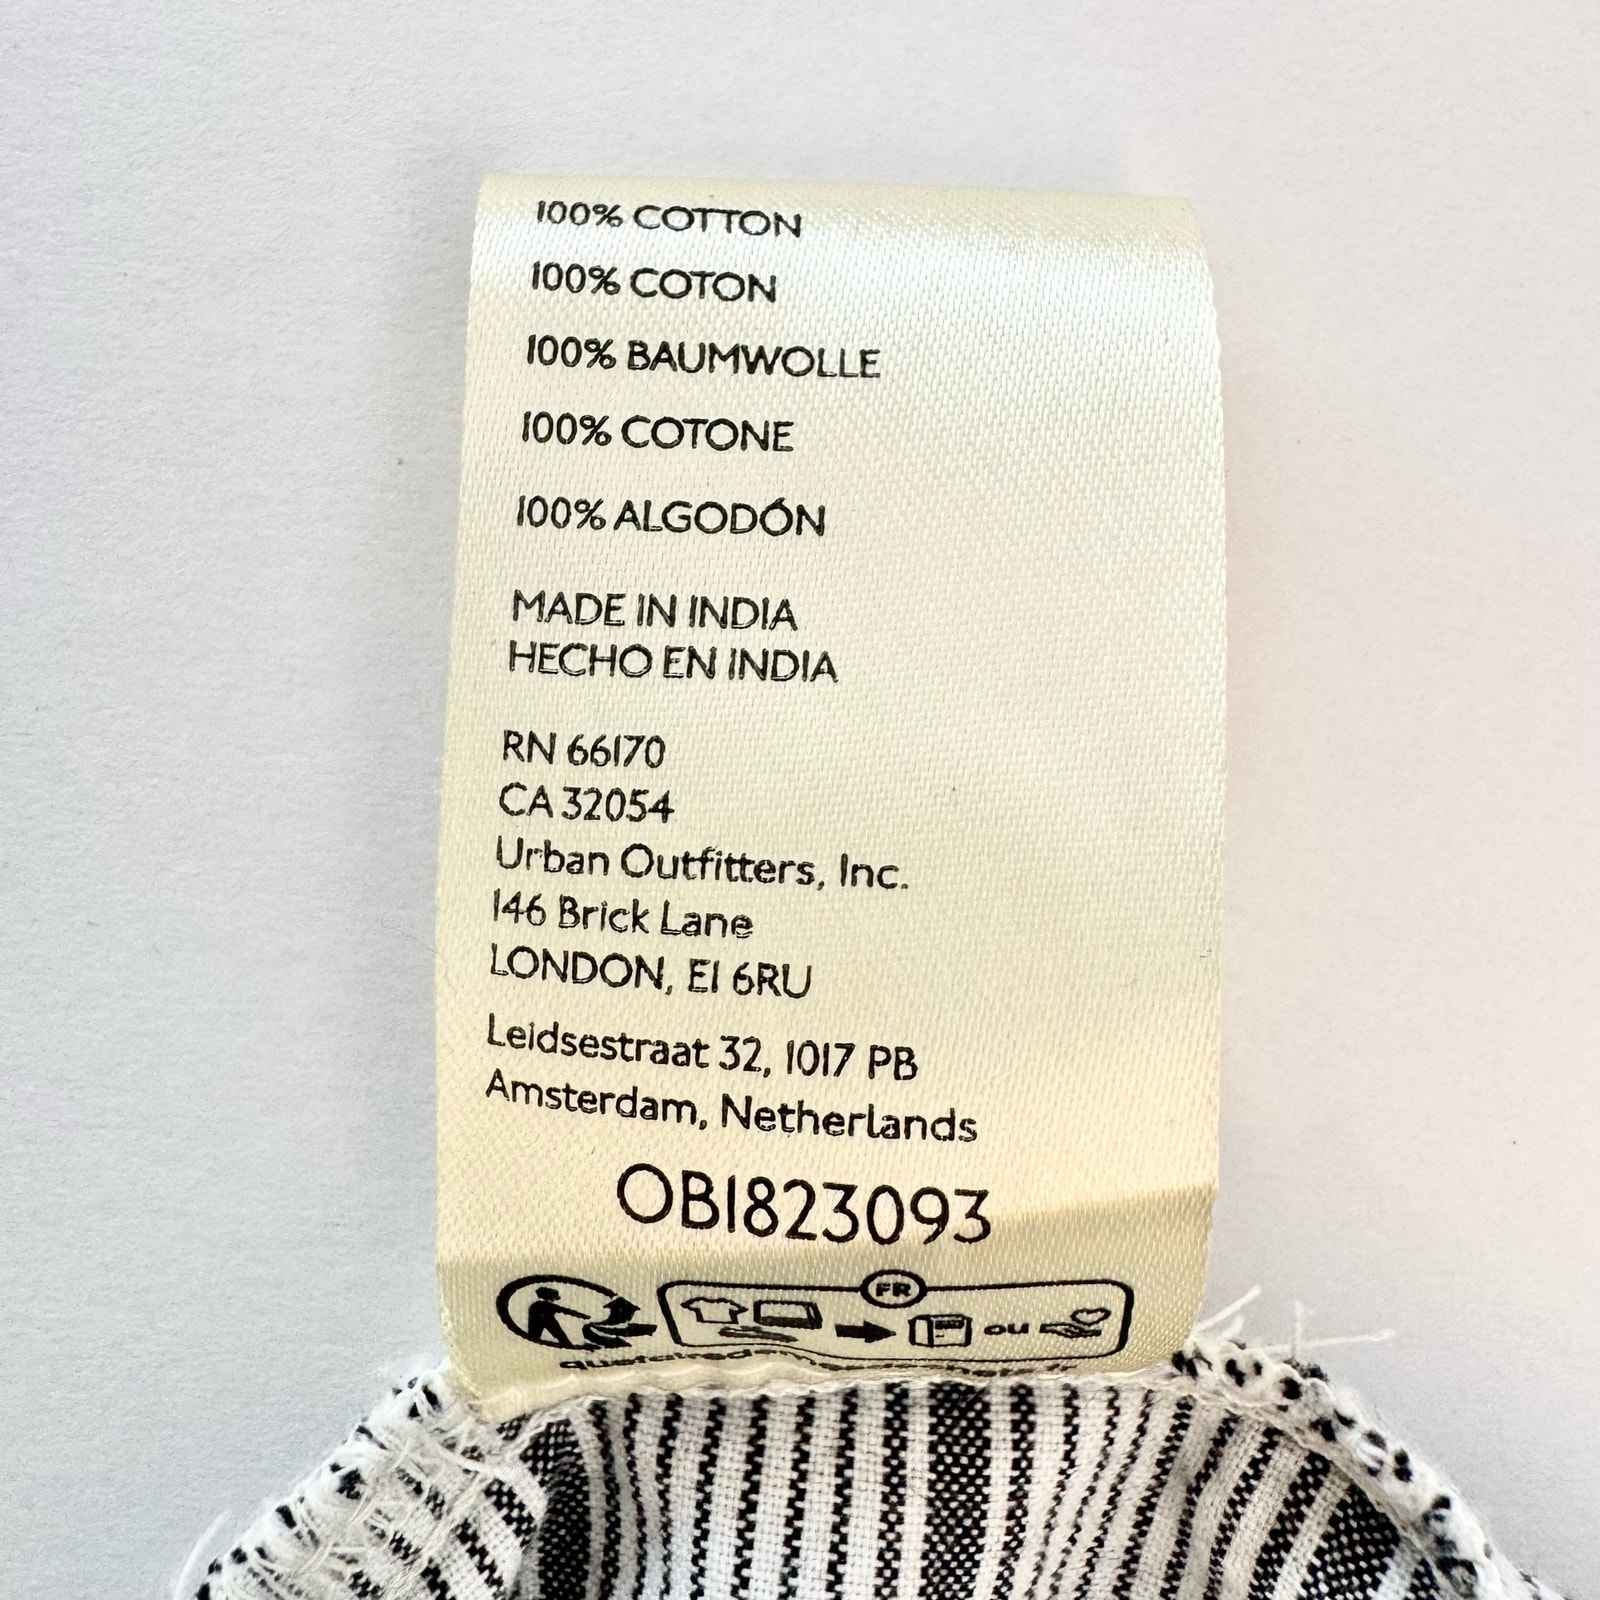 100% COTTON
100% COTON
100% BAUMWOLLE
100% COTONE
100% ALGODÓN
MADE IN INDIA
HECHO EN INDIA
RN 66170
CA 32054
Urban Outfitters, Inc.
146 Brick Lane
LONDON, E1 6RU
Leidsestraat 32, 1017 PB
Amsterdam, Netherlands
OB1823093
FR
ou
quefairedemesdechets.fr